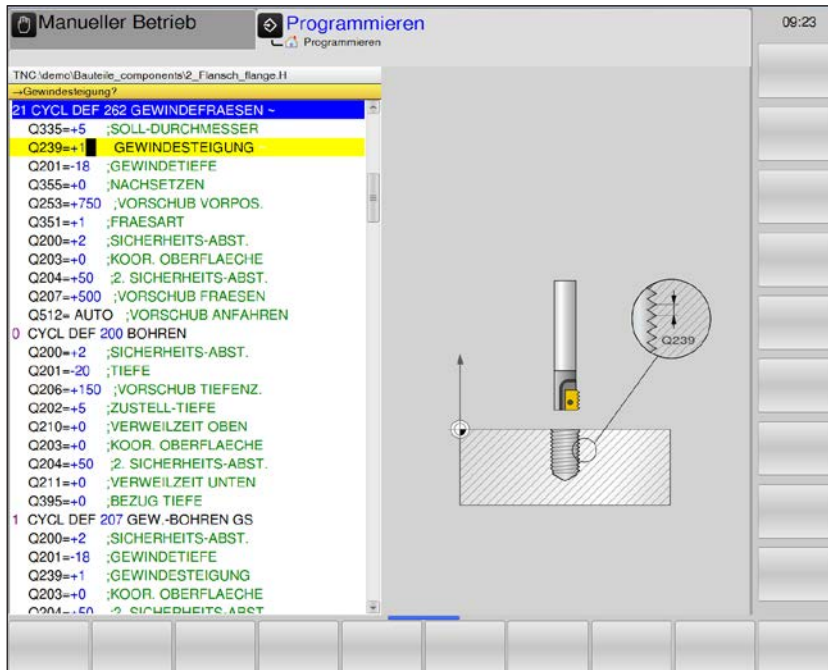 Manueller Betrieb
Programmieren
09:23
Programmieren
TNC:\demo\Bauteile_components\2_Flansch_flange.H
→Gewindesteigung?
21 CYCL DEF 262 GEWINDEFRAESEN ~
Q335=+5 ;SOLL-DURCHMESSER
Q239=+1 GEWINDESTEIGUNG ~
Q201=-18 ;GEWINDETIEFE
Q355=+0 ;NACHSETZEN
Q253=+750 ;VORSCHUB VORPOS.
Q351=+1 ;FRAESART
Q200=+2 ;SICHERHEITS-ABST.
Q203=+0 ;KOOR. OBERFLAECHE
Q204=+50 ;2. SICHERHEITS-ABST.
Q207=+500 ;VORSCHUB FRAESEN
Q512= AUTO ;VORSCHUB ANFAHREN
0 CYCL DEF 200 BOHREN
Q200=+2 ;SICHERHEITS-ABST.
Q201=-20 ;TIEFE
Q206=+150 ;VORSCHUB TIEFENZ.
Q202=+5 ;ZUSTELL-TIEFE
Q210=+0 ;VERWEILZEIT OBEN
Q203=+0 ;KOOR. OBERFLAECHE
Q204=+50 ;2. SICHERHEITS-ABST.
Q211=+0 ;VERWEILZEIT UNTEN
Q395=+0 ;BEZUG TIEFE
1 CYCL DEF 207 GEW.-BOHREN GS
Q200=+2 ;SICHERHEITS-ABST.
Q201=-18 ;GEWINDETIEFE
Q239=+1 ;GEWINDESTEIGUNG
Q203=+0 ;KOOR. OBERFLAECHE
Q204=+50 ;2. SICHERHEITS-ABST.
Q239